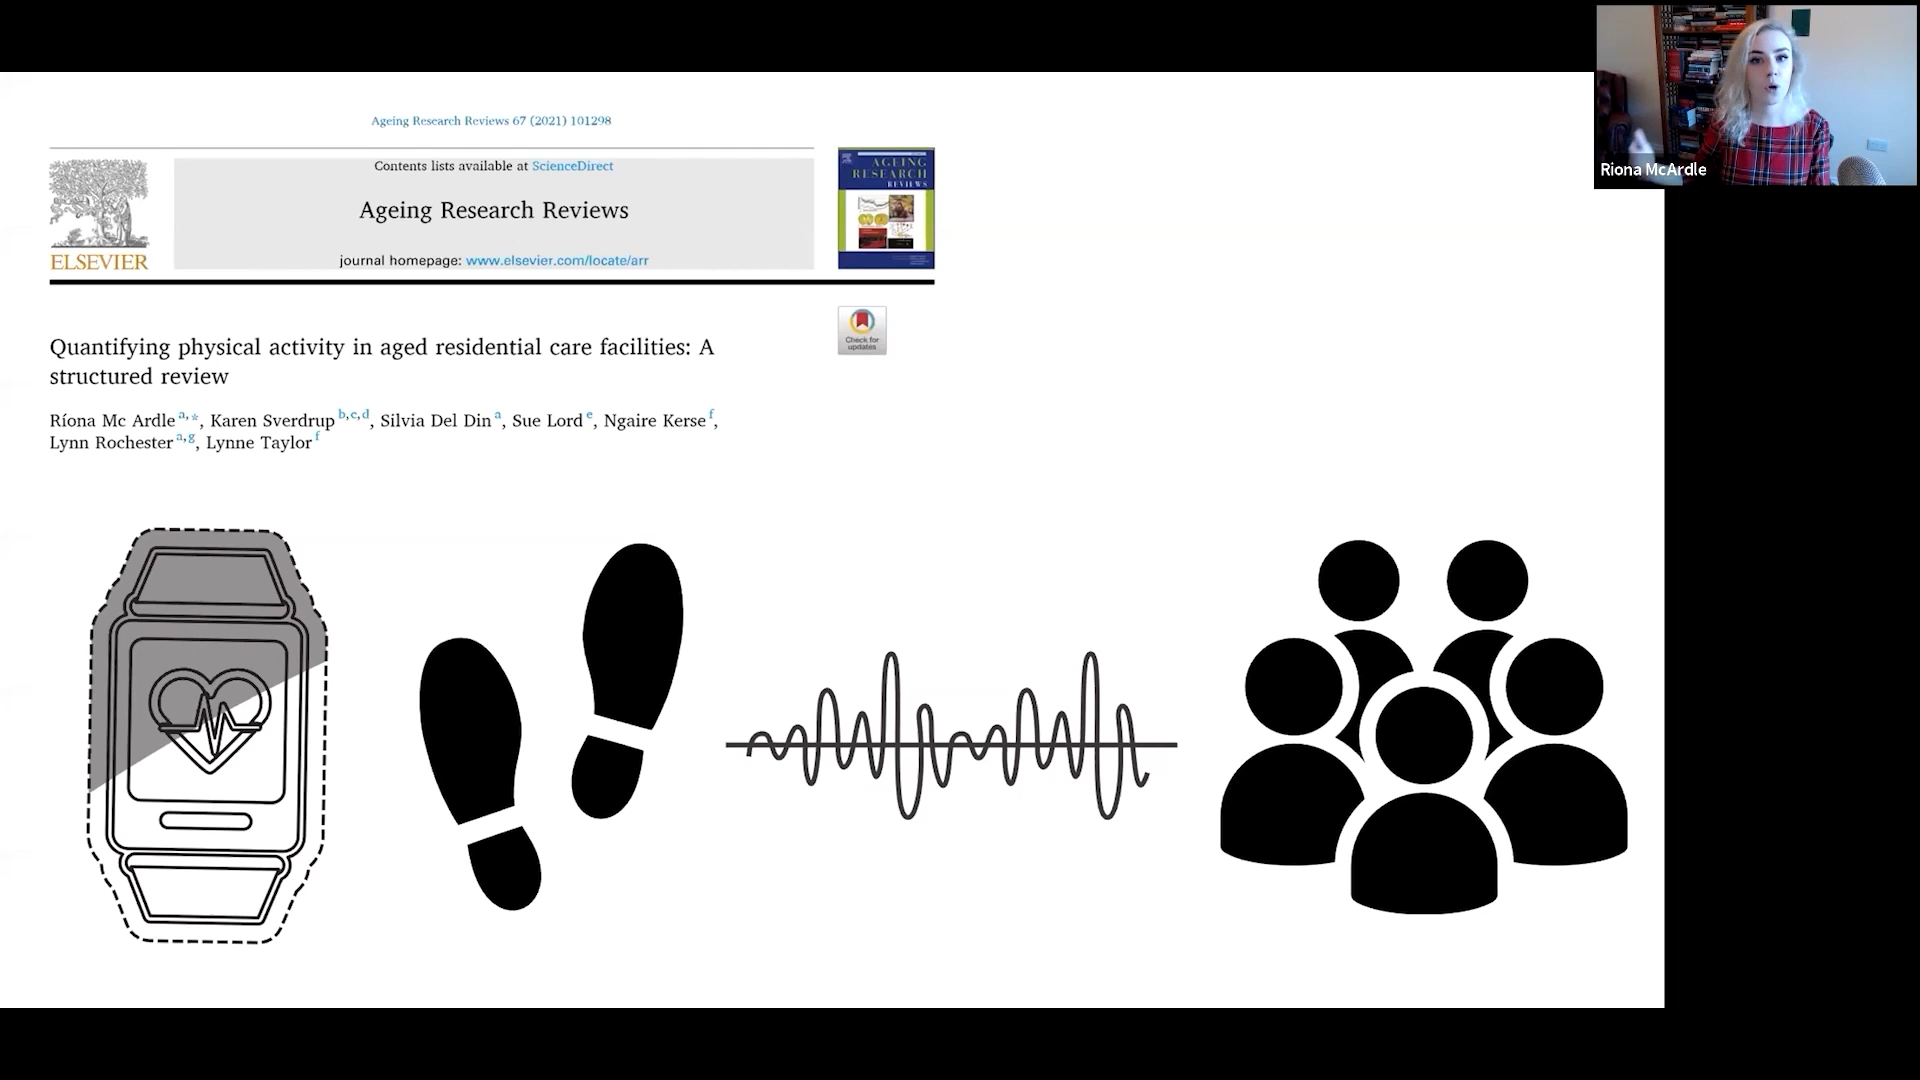 Riona McArdle
Ageing Research Reviews 67 (2021) 101298
Contents lists available at ScienceDirect
Ageing Research Reviews
journal homepage: www.elsevier.com/locate/arr
ELSEVIER
AGEING
RESEARCH
REVIEWS
Check for
updates
Quantifying physical activity in aged residential care facilities: A
structured review
Ríona Mc Ardle a,*, Karen Sverdrup b,c,d, Silvia Del Din a, Sue Lord e, Ngaire Kerse f,
Lynn Rochester a,g, Lynne Taylor f